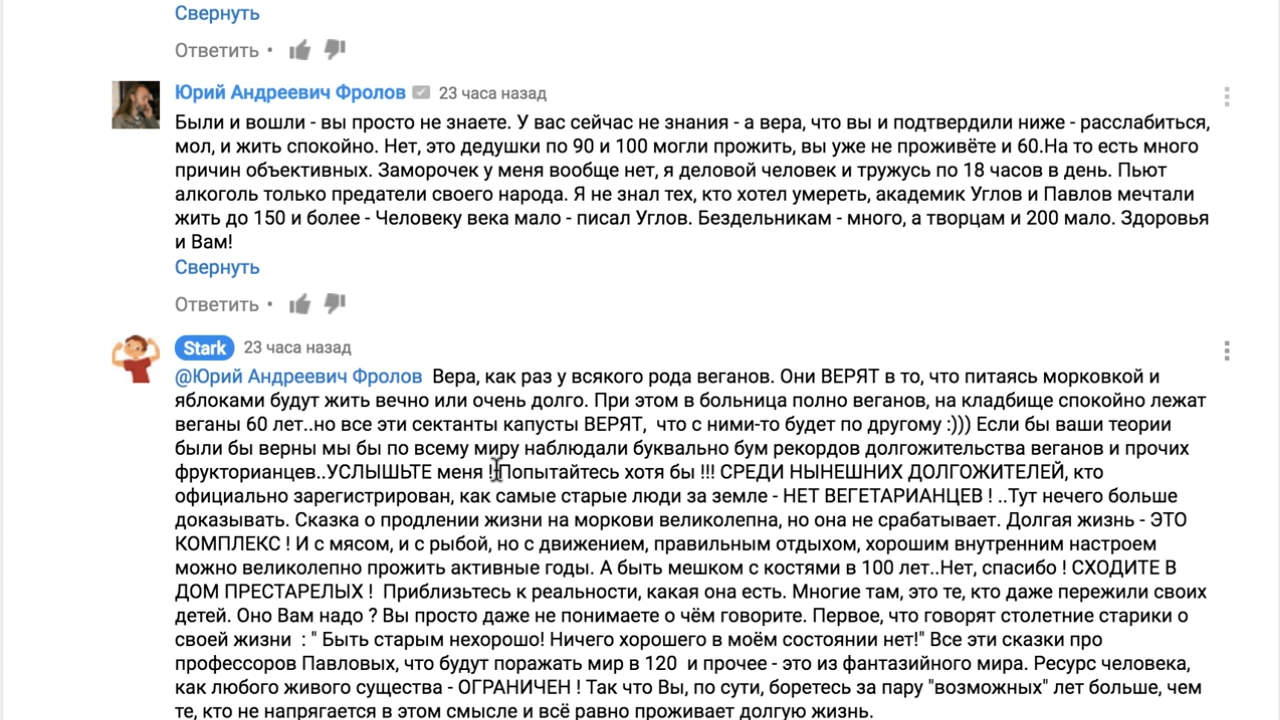 Свернуть
Ответить •
Юрий Андреевич Фролов 23 часа назад
Были и вошли - вы просто не знаете. У вас сейчас не знания - а вера, что вы и подтвердили ниже - расслабиться,
мол, и жить спокойно. Нет, это дедушки по 90 и 100 могли прожить, вы уже не проживёте и 60.На то есть много
причин объективных. Заморочек у меня вообще нет, я деловой человек и тружусь по 18 часов в день. Пьют
алкоголь только предатели своего народа. Я не знал тех, кто хотел умереть, академик Углов и Павлов мечтали
жить до 150 и более - Человеку века мало - писал Углов. Бездельникам - много, а творцам и 200 мало. Здоровья
и Вам!
Свернуть
Ответить •
Stark 23 часа назад
@Юрий Андреевич Фролов Вера, как раз у всякого рода веганов. Они ВЕРЯТ в то, что питаясь морковкой и
яблоками будут жить вечно или очень долго. При этом в больница полно веганов, на кладбище спокойно лежат
веганы 60 лет..но все эти сектанты капусты ВЕРЯТ, что с ними-то будет по другому :))) Если бы ваши теории
были бы верны мы бы по всему миру наблюдали буквально бум рекордов долгожительства веганов и прочих
фрукторианцев..УСЛЫШЬТЕ меня !!Попытайтесь хотя бы !!! СРЕДИ НЫНЕШНИХ ДОЛГОЖИТЕЛЕЙ, кто
официально зарегистрирован, как самые старые люди за земле - НЕТ ВЕГЕТАРИАНЦЕВ ! ..Тут нечего больше
доказывать. Сказка о продлении жизни на моркови великолепна, но она не срабатывает. Долгая жизнь - ЭТО
КОМПЛЕКС ! И с мясом, и с рыбой, но с движением, правильным отдыхом, хорошим внутренним настроем
можно великолепно прожить активные годы. А быть мешком с костями в 100 лет..Нет, спасибо ! СХОДИТЕ В
ДОМ ПРЕСТАРЕЛЫХ ! Приблизьтесь к реальности, какая она есть. Многие там, это те, кто даже пережили своих
детей. Оно Вам надо ? Вы просто даже не понимаете о чём говорите. Первое, что говорят столетние старики о
своей жизни : " Быть старым нехорошо! Ничего хорошего в моём состоянии нет!" Все эти сказки про
профессоров Павловых, что будут поражать мир в 120 и прочее - это из фантазийного мира. Ресурс человека,
как любого живого существа - ОГРАНИЧЕН ! Так что Вы, по сути, боретесь за пару "возможных" лет больше, чем
те, кто не напрягается в этом смысле и всё равно проживает долгую жизнь.